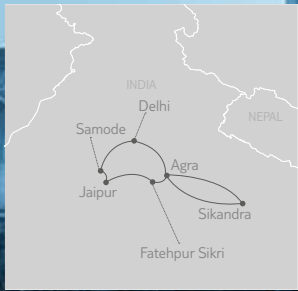 INDIA
Delhi
NEPAL
Samode
Agra
Jaipur
Sikandra
Fatehpur Sikri